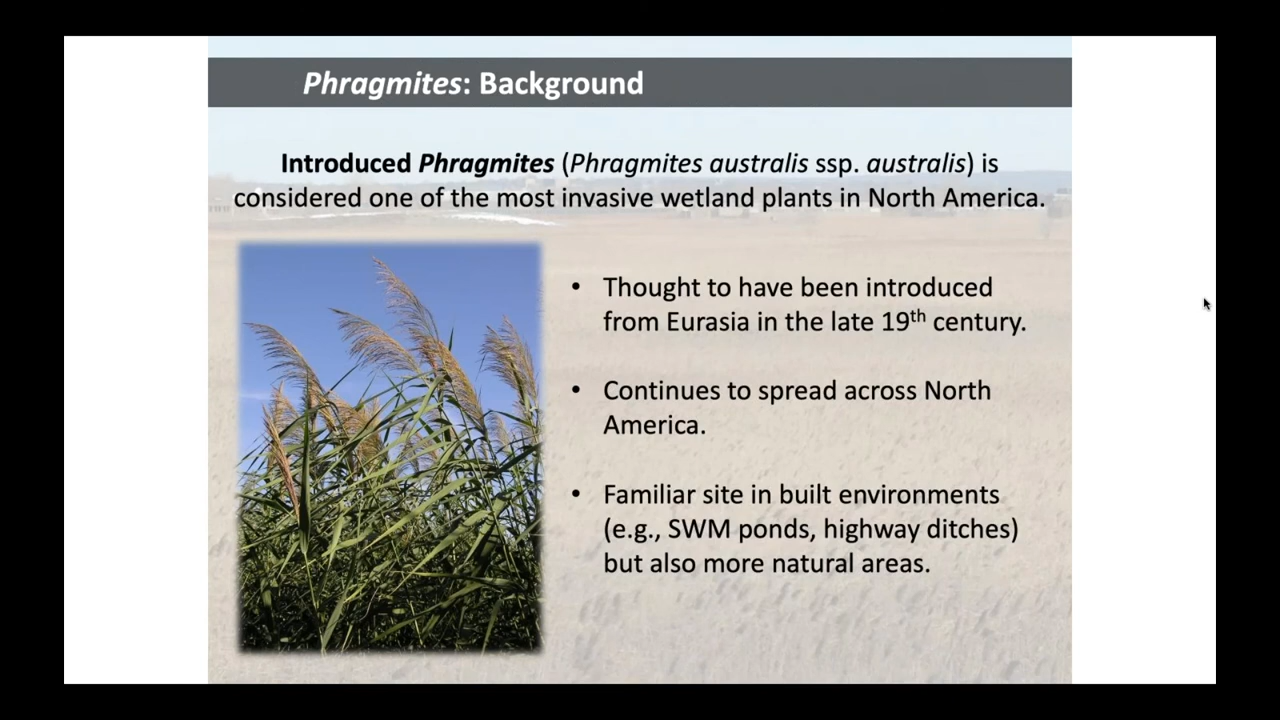 Phragmites: Background
Introduced Phragmites (Phragmites australis ssp. australis) is
considered one of the most invasive wetland plants in North America.
• Thought to have been introduced
from Eurasia in the late 19th century.
• Continues to spread across North
America.
• Familiar site in built environments
(e.g., SWM ponds, highway ditches)
but also more natural areas.